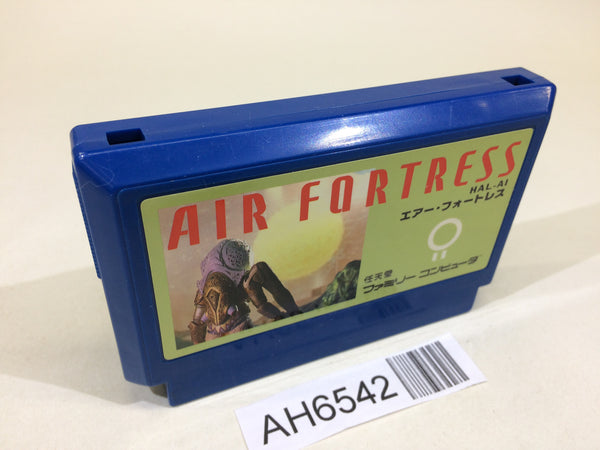 AIR FORTRESS
HAL-AI
エアー・フォートレス
任天堂
ファミリー コンピュータ
AH6542